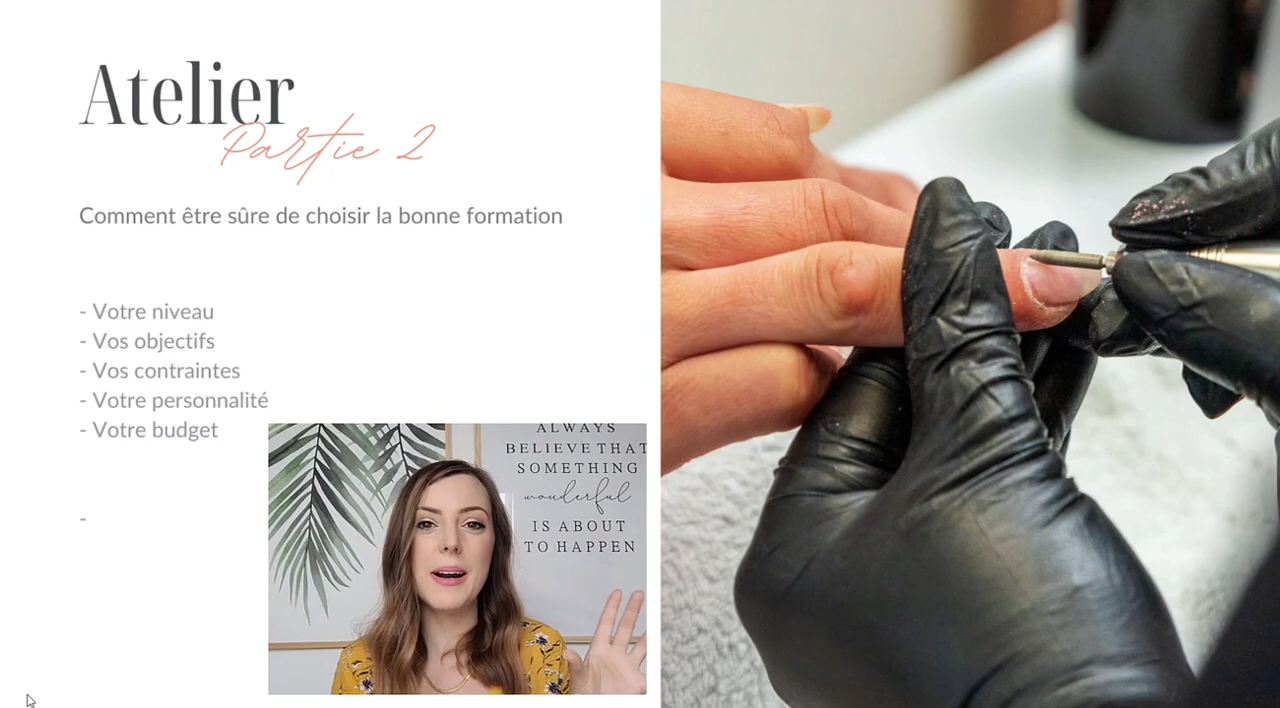 Atelier
Partie 2
Comment être sûre de choisir la bonne formation
- Votre niveau
- Vos objectifs
- Vos contraintes
- Votre personnalité
- Votre budget
-
ALWAYS
BELIEVE THAT
SOMETHING
wonderful
IS ABOUT
TO HAPPEN